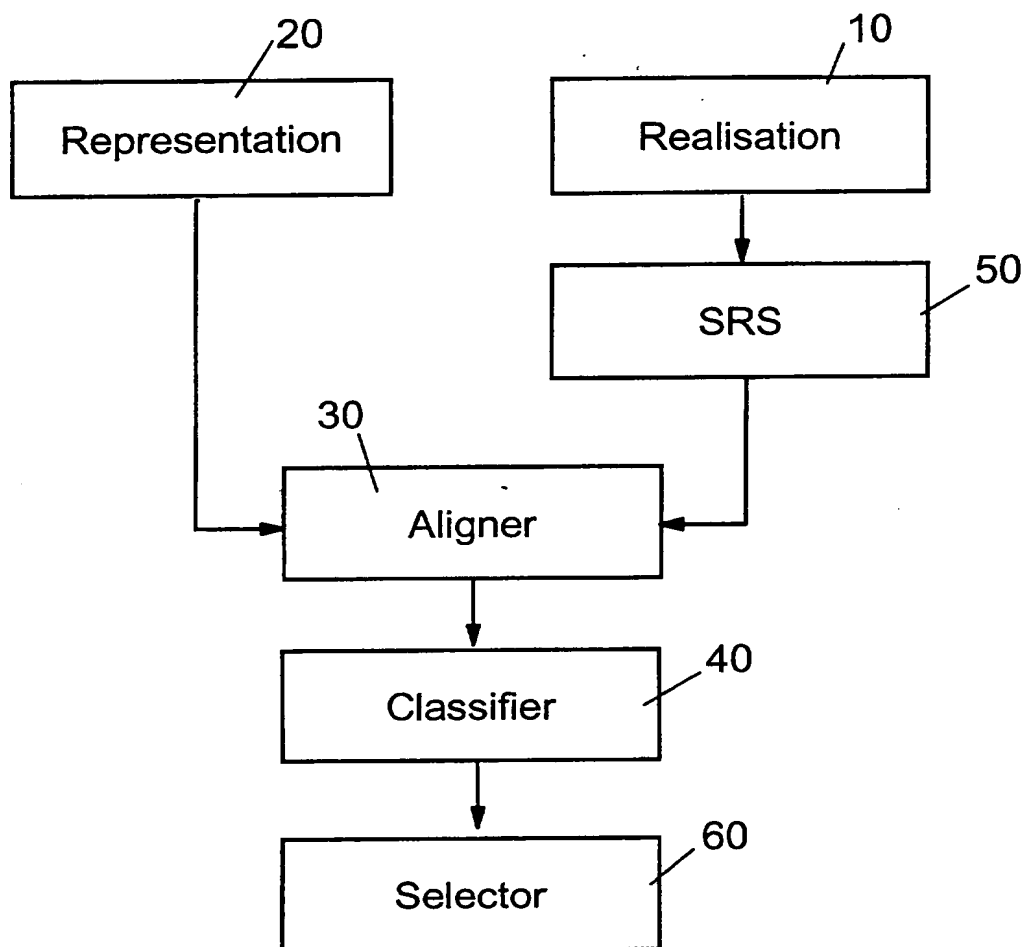 20
10
Representation
Realisation
50
SRS
30
Aligner
40
Classifier
60
Selector